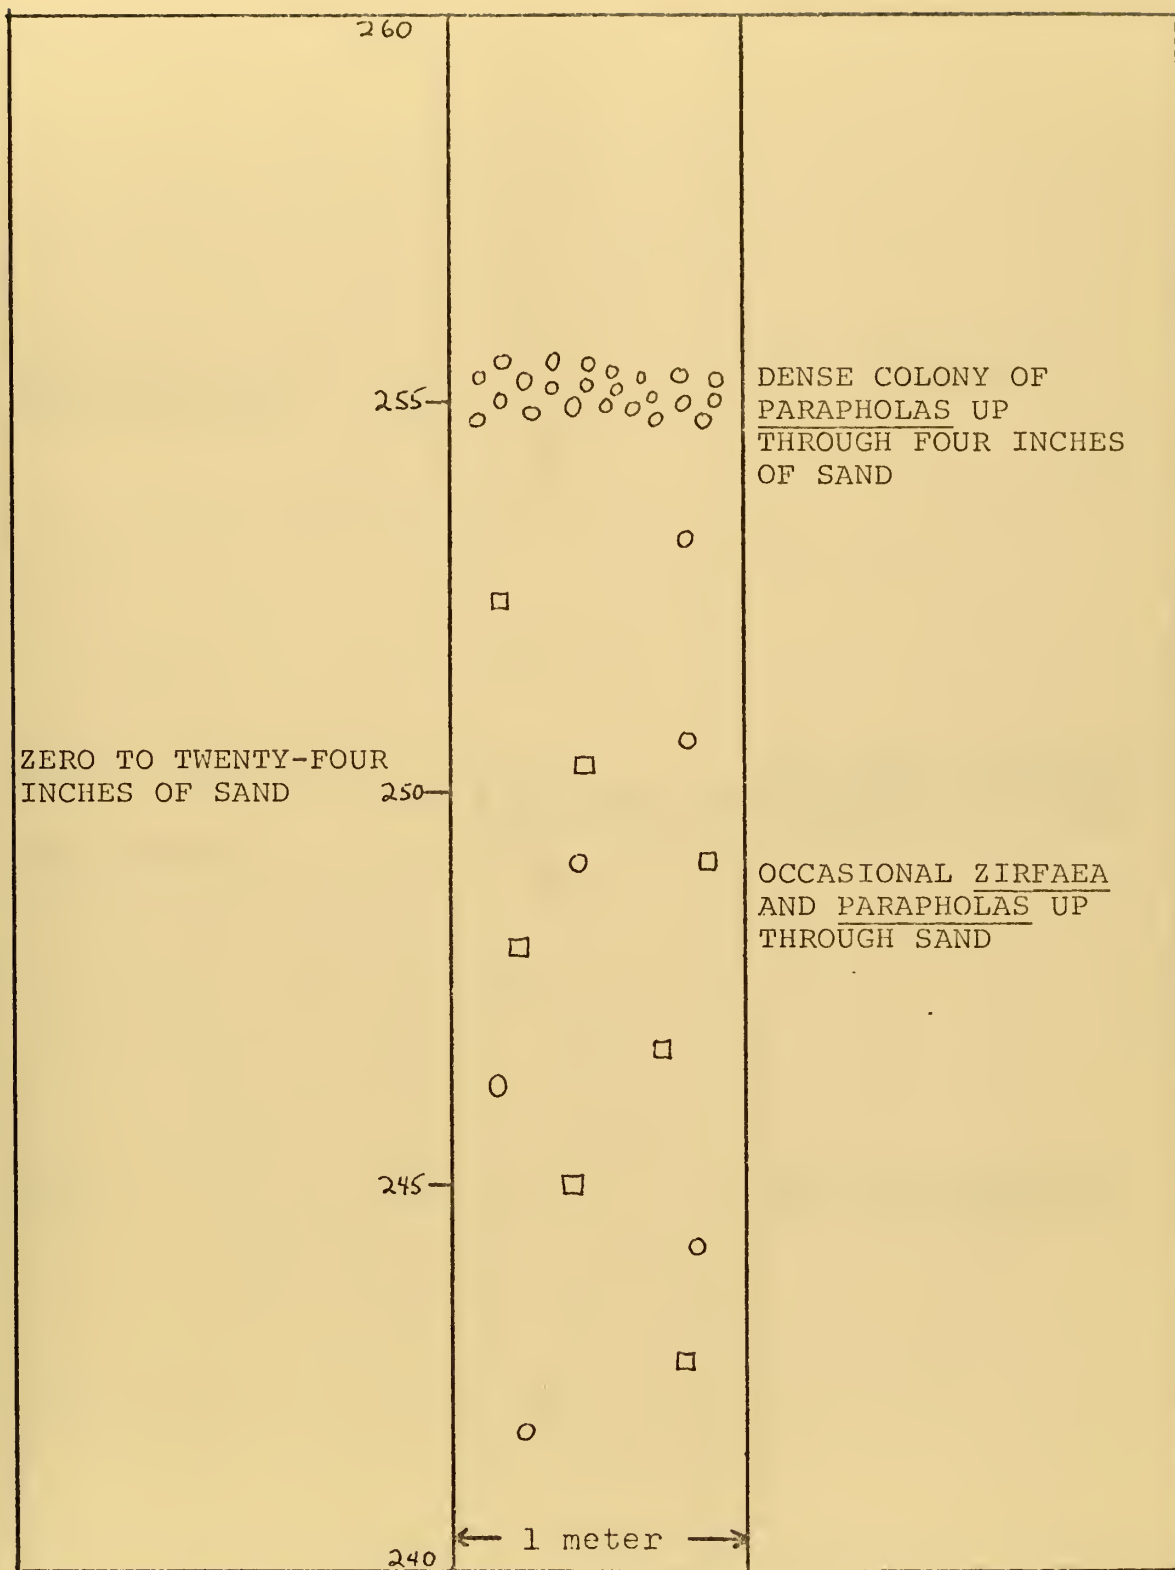 260
255
DENSE COLONY OF
PARAPHOLAS UP
THROUGH FOUR INCHES
OF SAND
ZERO TO TWENTY-FOUR
INCHES OF SAND
250
OCCASIONAL ZIRFAEA
AND PARAPHOLAS UP
THROUGH SAND
245
1 meter
240